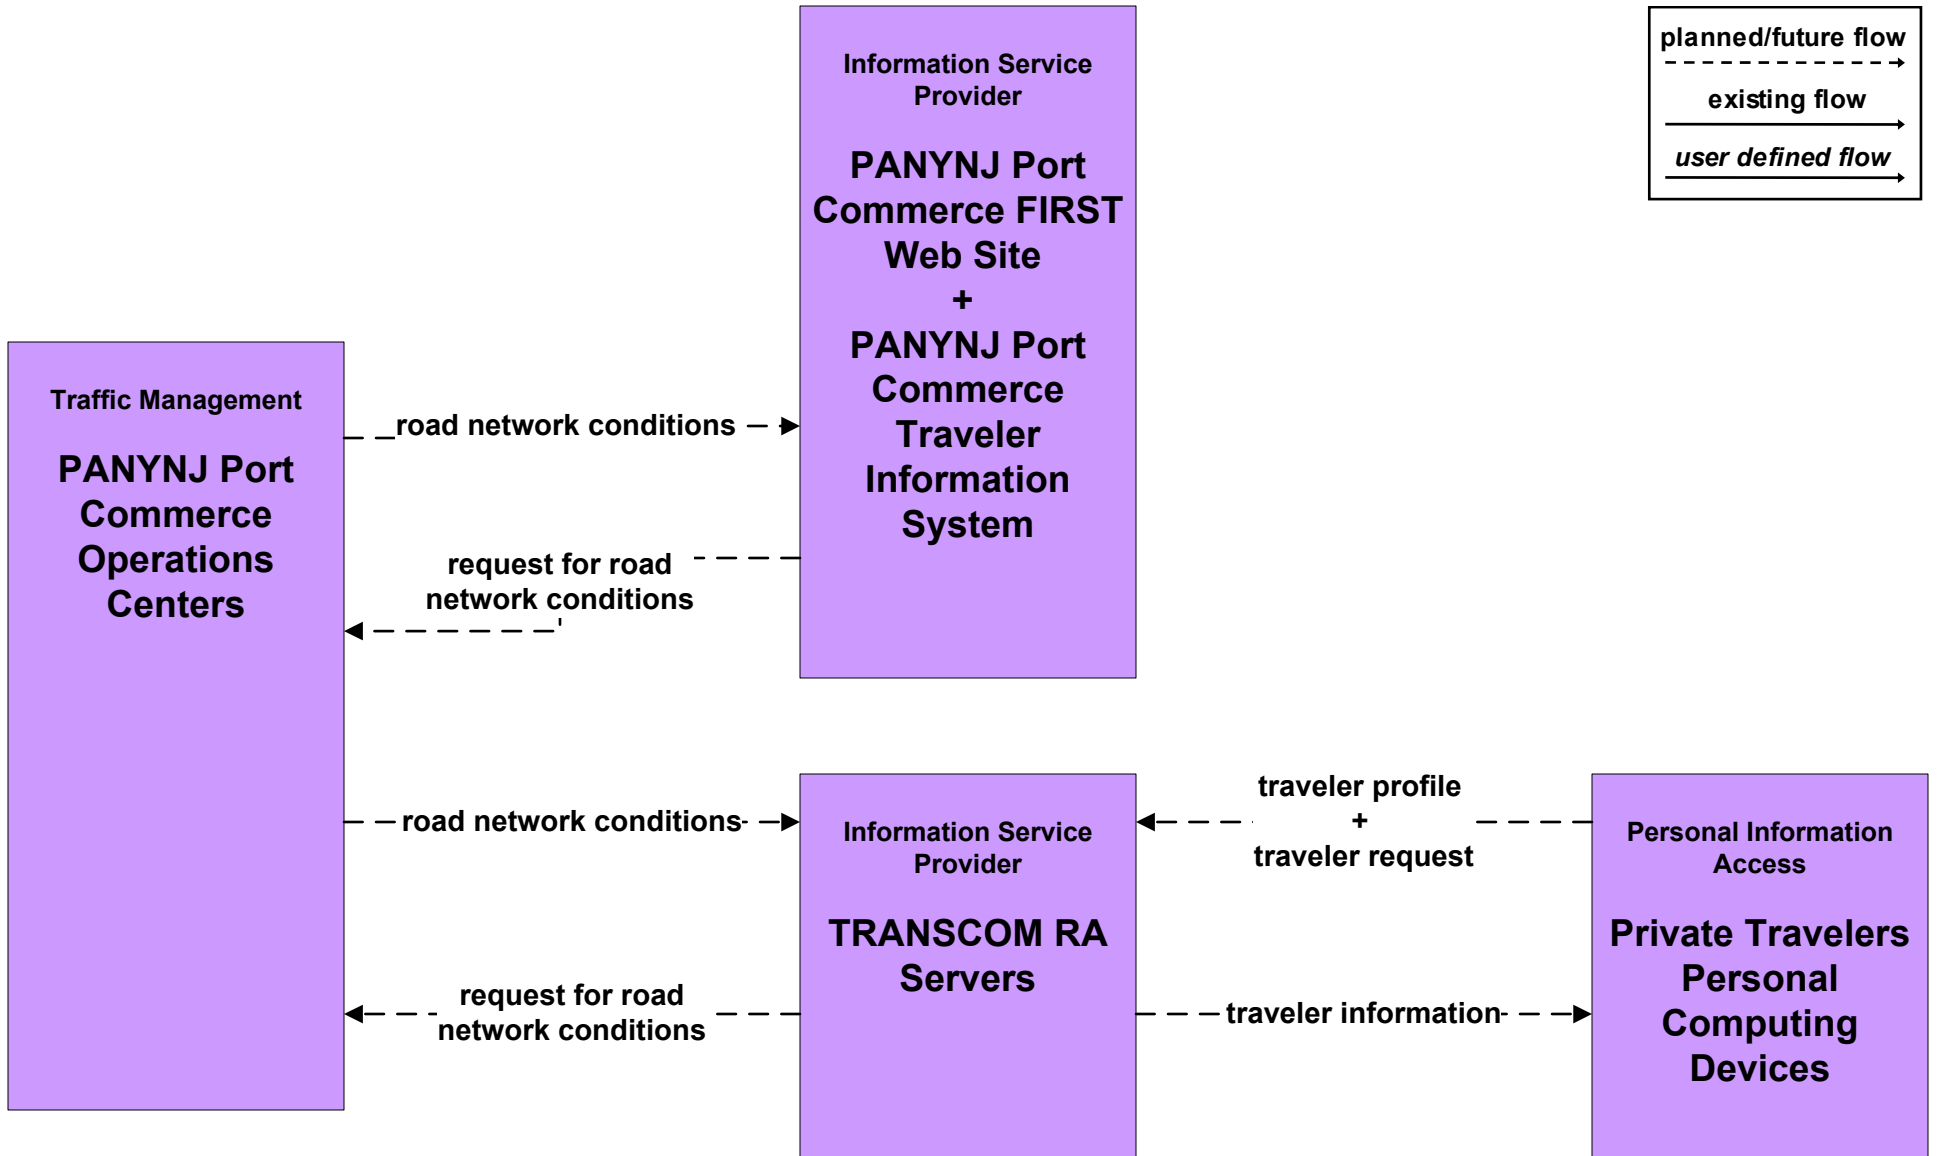 Information Service
Provider
PANYNJ Port
Commerce FIRST
Web Site
+
PANYNJ Port
Commerce
Traveler
Information
System
planned/future flow
existing flow
user defined flow
Traffic Management
PANYNJ Port
Commerce
Operations
Centers
road network conditions
request for road
network conditions
road network conditions
request for road
network conditions
Information Service
Provider
TRANSCOM RA
Servers
traveler profile
+
traveler request
traveler information
Personal Information
Access
Private Travelers
Personal
Computing
Devices